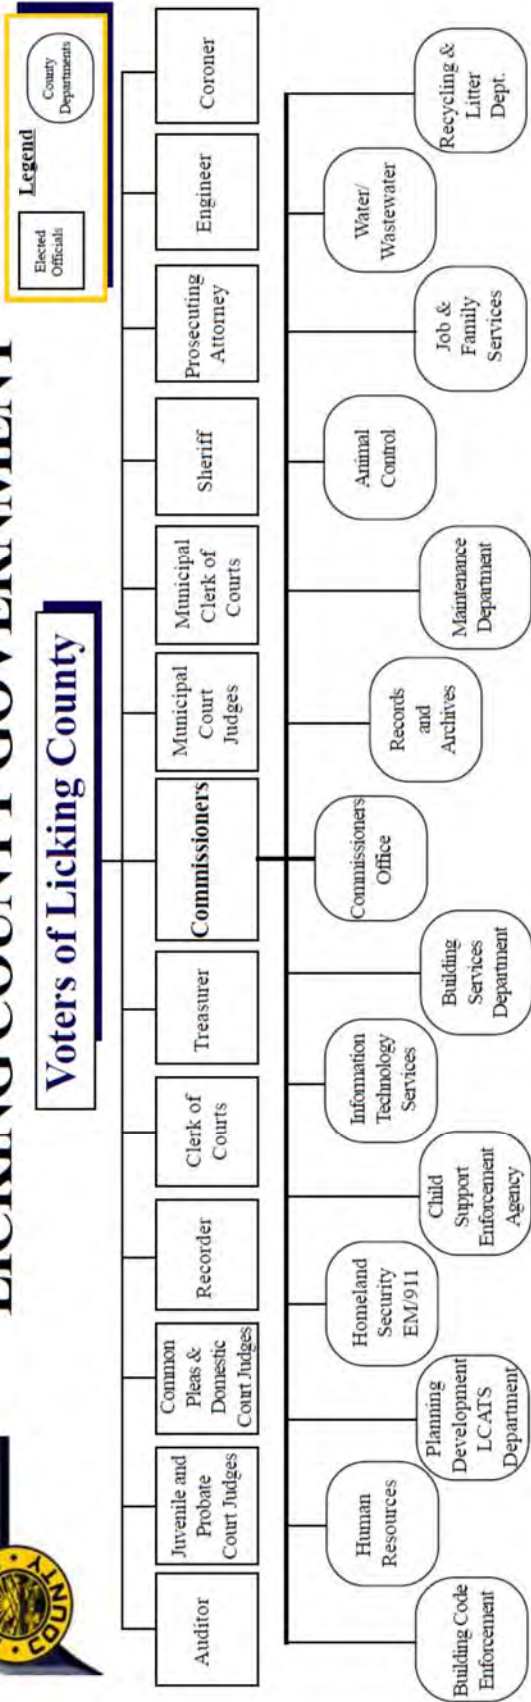 LICKING COUNTY GOVERNMENT
COUNTY
Legend
Elected
Officials
County
Departments
Voters of Licking County
Auditor
Juvenile and
Probate
Court Judges
Common
Pleas &
Domestic
Court Judges
Recorder
Clerk of
Courts
Treasurer
Commissioners
Municipal
Court
Judges
Municipal
Clerk of
Courts
Sheriff
Prosecuting
Attorney
Engineer
Coroner
Building Code
Enforcement
Human
Resources
Planning
Development
LCATS
Department
Homeland
Security
EM/911
Child
Support
Enforcement
Agency
Information
Technology
Services
Building
Services
Department
Commissioners
Office
Records
and
Archives
Maintenance
Department
Animal
Control
Job &
Family
Services
Water/
Wastewater
Recycling &
Litter
Dept.